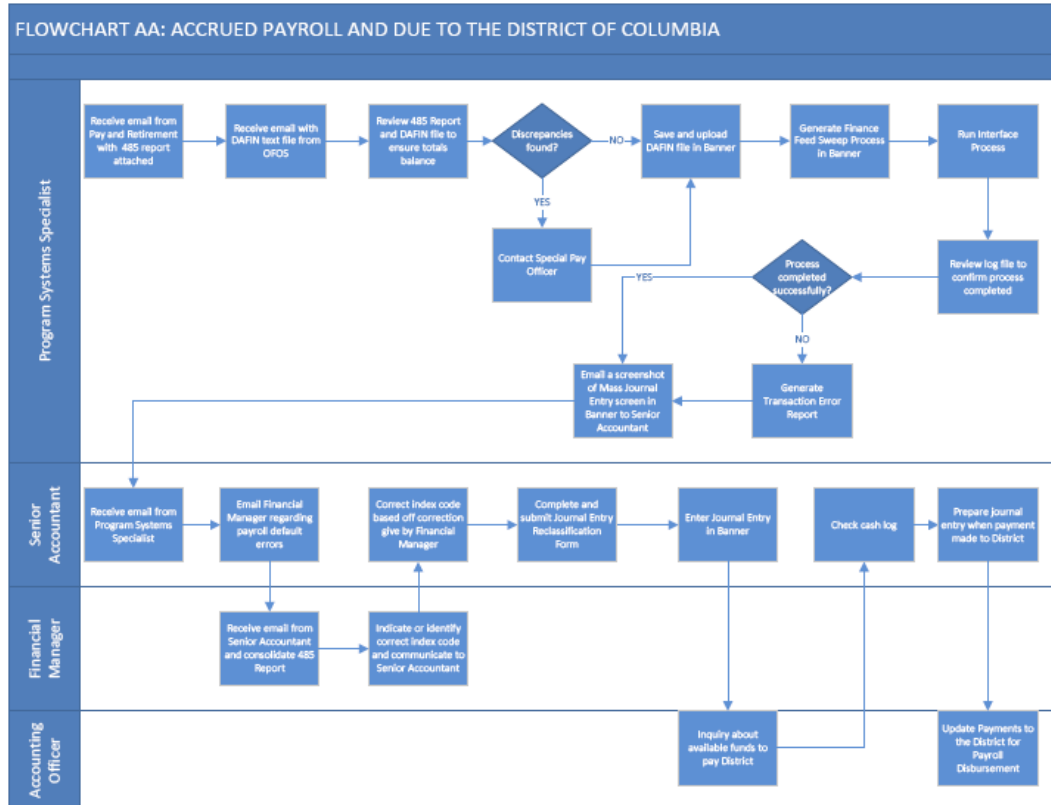 FLOWCHART AA: ACCRUED PAYROLL AND DUE TO THE DISTRICT OF COLUMBIA
Program Systems Specialist
Receive email from
Pay and Retirement
with 485 report
attached
Receive email with
DAFIN text file from
OFOS
Review 485 Report
and DAFIN file to
ensure totals
balance
Discrepancies
found?
NO
Save and upload
DAFIN file in Banner
Generate Finance
Feed Sweep Process
in Banner
Run Interface
Process
YES
Contact Special Pay
Officer
Process
completed
successfully?
YES
Review log file to
confirm process
completed
NO
Email a screenshot
of Mass Journal
Entry screen in
Banner to Senior
Accountant
Generate
Transaction Error
Report
Senior
Accountant
Receive email from
Program Systems
Specialist
Email Financial
Manager regarding
payroll default
errors
Correct index code
based off correction
give by Financial
Manager
Complete and
submit Journal Entry
Reclassification
Form
Enter Journal Entry
in Banner
Check cash log
Prepare journal
entry when payment
made to District
Financial
Manager
Receive email from
Senior Accountant
and consolidate 485
Report
Indicate or identify
correct index code
and communicate to
Senior Accountant
Accounting
Officer
Inquiry about
available funds to
pay District
Update Payments to
the District for
Payroll
Disbursement